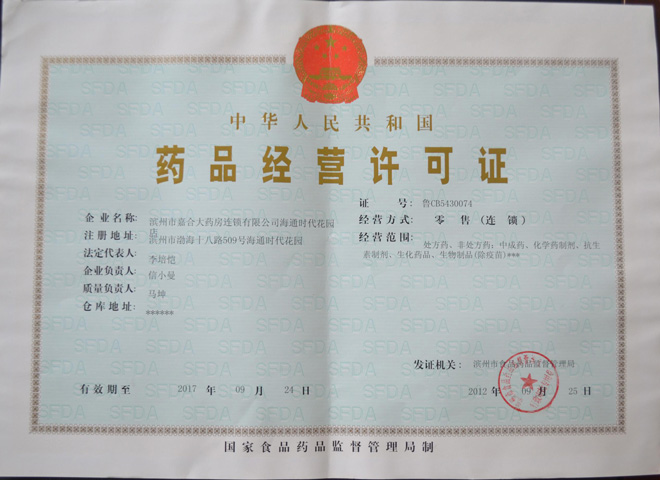 中华人民共和国
药品经营许可证
证 号: 鲁CB5430074
企业名称: 滨州市嘉合大药房连锁有限公司海通时代花园
店
经营方式: 零售(连锁)
注册地址: 滨州市渤海十八路509号海通时代花园
经营范围:
处方药、非处方药: 中成药、化学药制剂、抗生
素制剂、生化药品、生物制品(除疫苗)***
法定代表人: 李培恺
企业负责人: 信小曼
质量负责人: 马坤
仓库地址: ******
发证机关: 滨州市食品药品监督管理局
有效期至 2017 年 09 月 24 日
2012 年 09 月 25 日
国家食品药品监督管理局制
SFDA